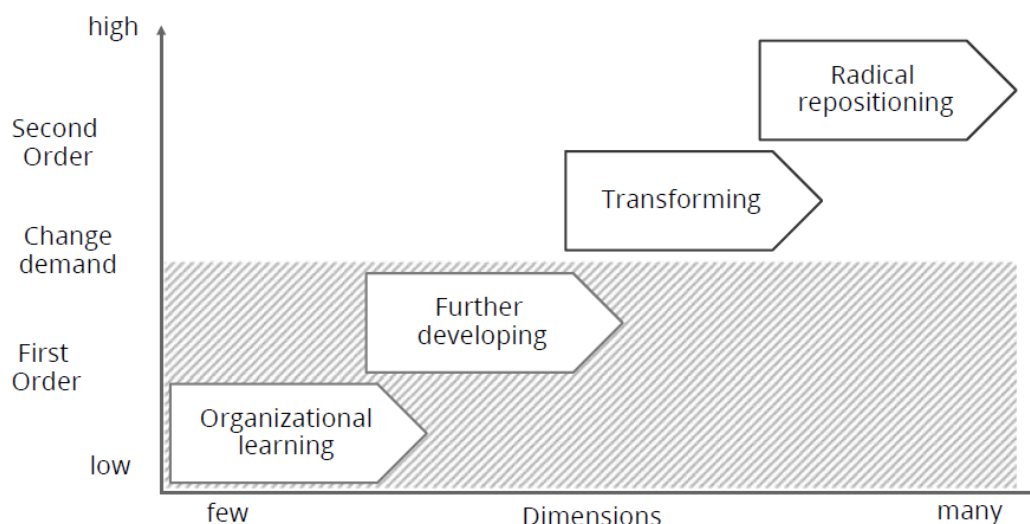 high
Radical
repositioning
Second
Order
Transforming
Change
demand
Further
developing
First
Order
Organizational
learning
low
few
Dimensions
many